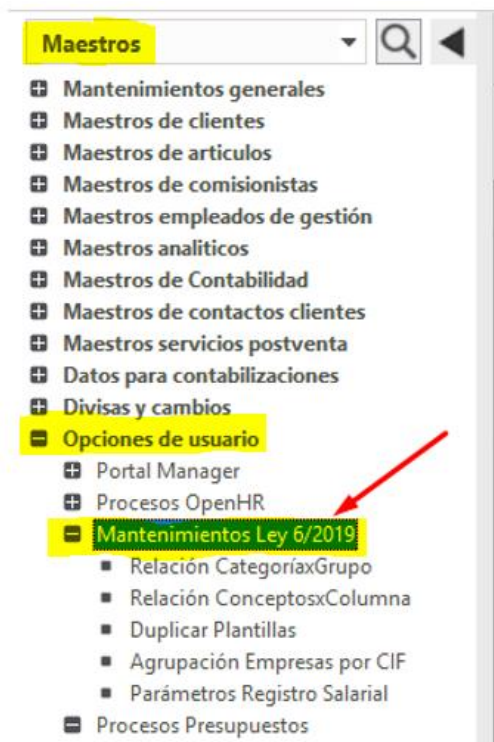 Maestros
Mantenimientos generales
Maestros de clientes
Maestros de articulos
Maestros de comisionistas
Maestros empleados de gestión
Maestros analiticos
Maestros de Contabilidad
Maestros de contactos clientes
Maestros servicios postventa
Datos para contabilizaciones
Divisas y cambios
Opciones de usuario
Portal Manager
Procesos OpenHR
Mantenimientos Ley 6/2019
Relación CategoríaxGrupo
Relación ConceptosxColumna
Duplicar Plantillas
Agrupación Empresas por CIF
Parámetros Registro Salarial
Procesos Presupuestos